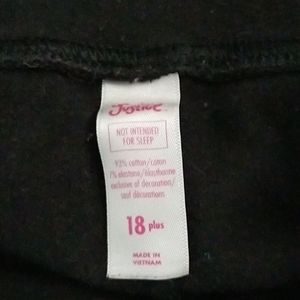 Justice
NOT INTENDED
FOR SLEEP
93% cotton/coton
7% elastane/élasthanne
exclusive of decoration/
sauf décorations
18 plus
MADE IN
VIETNAM